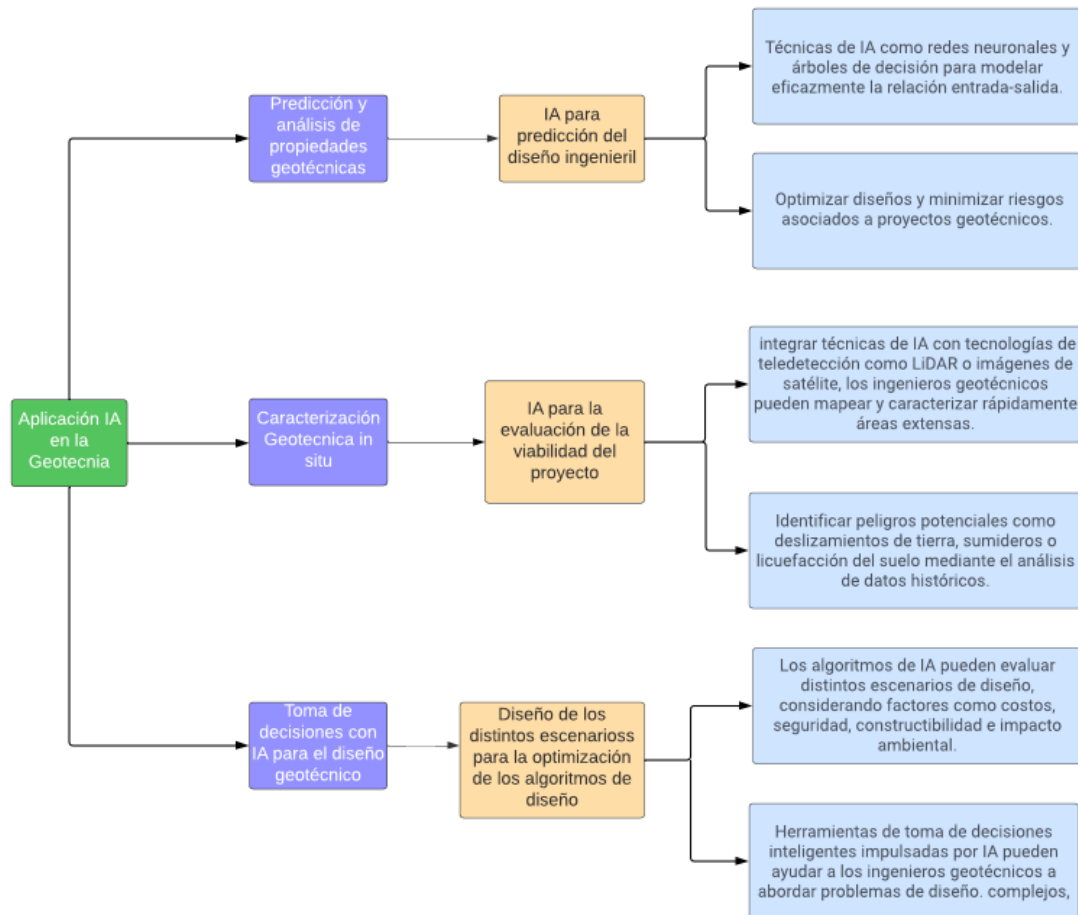 Aplicación IA
en la
Geotecnia
Predicción y
análisis de
propiedades
geotécnicas
IA para
predicción del
diseño ingenieril
Técnicas de IA como redes neuronales y
árboles de decisión para modelar
eficazmente la relación entrada-salida.
Optimizar diseños y minimizar riesgos
asociados a proyectos geotécnicos.
Caracterización
Geotecnica in
situ
IA para la
evaluación de la
viabilidad del
proyecto
integrar técnicas de IA con tecnologías de
teledetección como LiDAR o imágenes de
satélite, los ingenieros geotécnicos
pueden mapear y caracterizar rápidamente
áreas extensas.
Identificar peligros potenciales como
deslizamientos de tierra, sumideros o
licuefacción del suelo mediante el análisis
de datos históricos.
Toma de
decisiones con
IA para el diseño
geotécnico
Diseño de los
distintos escenarioss
para la optimización
de los algoritmos de
diseño
Los algoritmos de IA pueden evaluar
distintos escenarios de diseño,
considerando factores como costos,
seguridad, constructibilidad e impacto
ambiental.
Herramientas de toma de decisiones
inteligentes impulsadas por IA pueden
ayudar a los ingenieros geotécnicos a
abordar problemas de diseño. complejos,